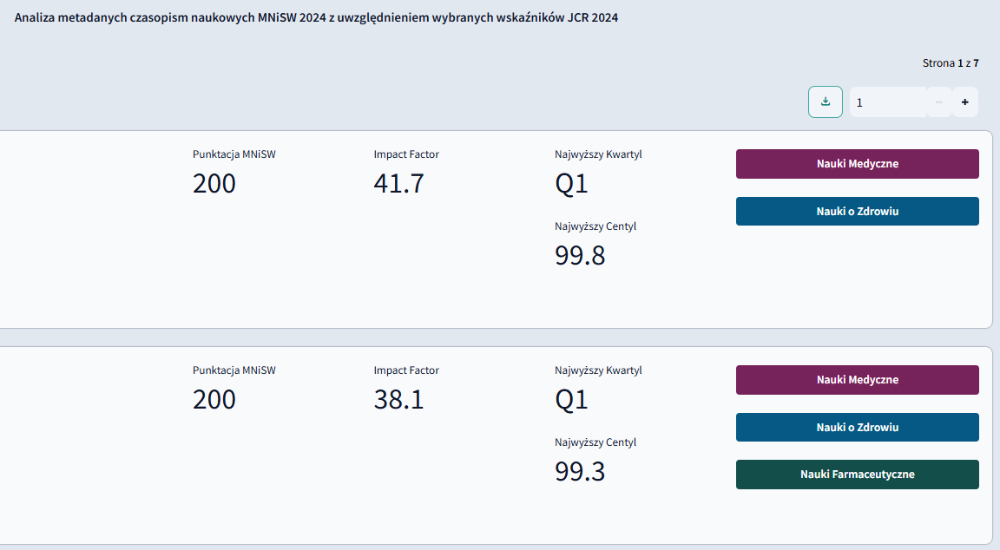 Analiza metadanych czasopism naukowych MNiSW 2024 z uwzględnieniem wybranych wskaźników JCR 2024
Strona 1 z 7
1 − +
Punktacja MNiSW
200
Impact Factor
41.7
Najwyższy Kwartyl
Q1
Najwyższy Centyl
99.8
Nauki Medyczne
Nauki o Zdrowiu
Punktacja MNiSW
200
Impact Factor
38.1
Najwyższy Kwartyl
Q1
Najwyższy Centyl
99.3
Nauki Medyczne
Nauki o Zdrowiu
Nauki Farmaceutyczne